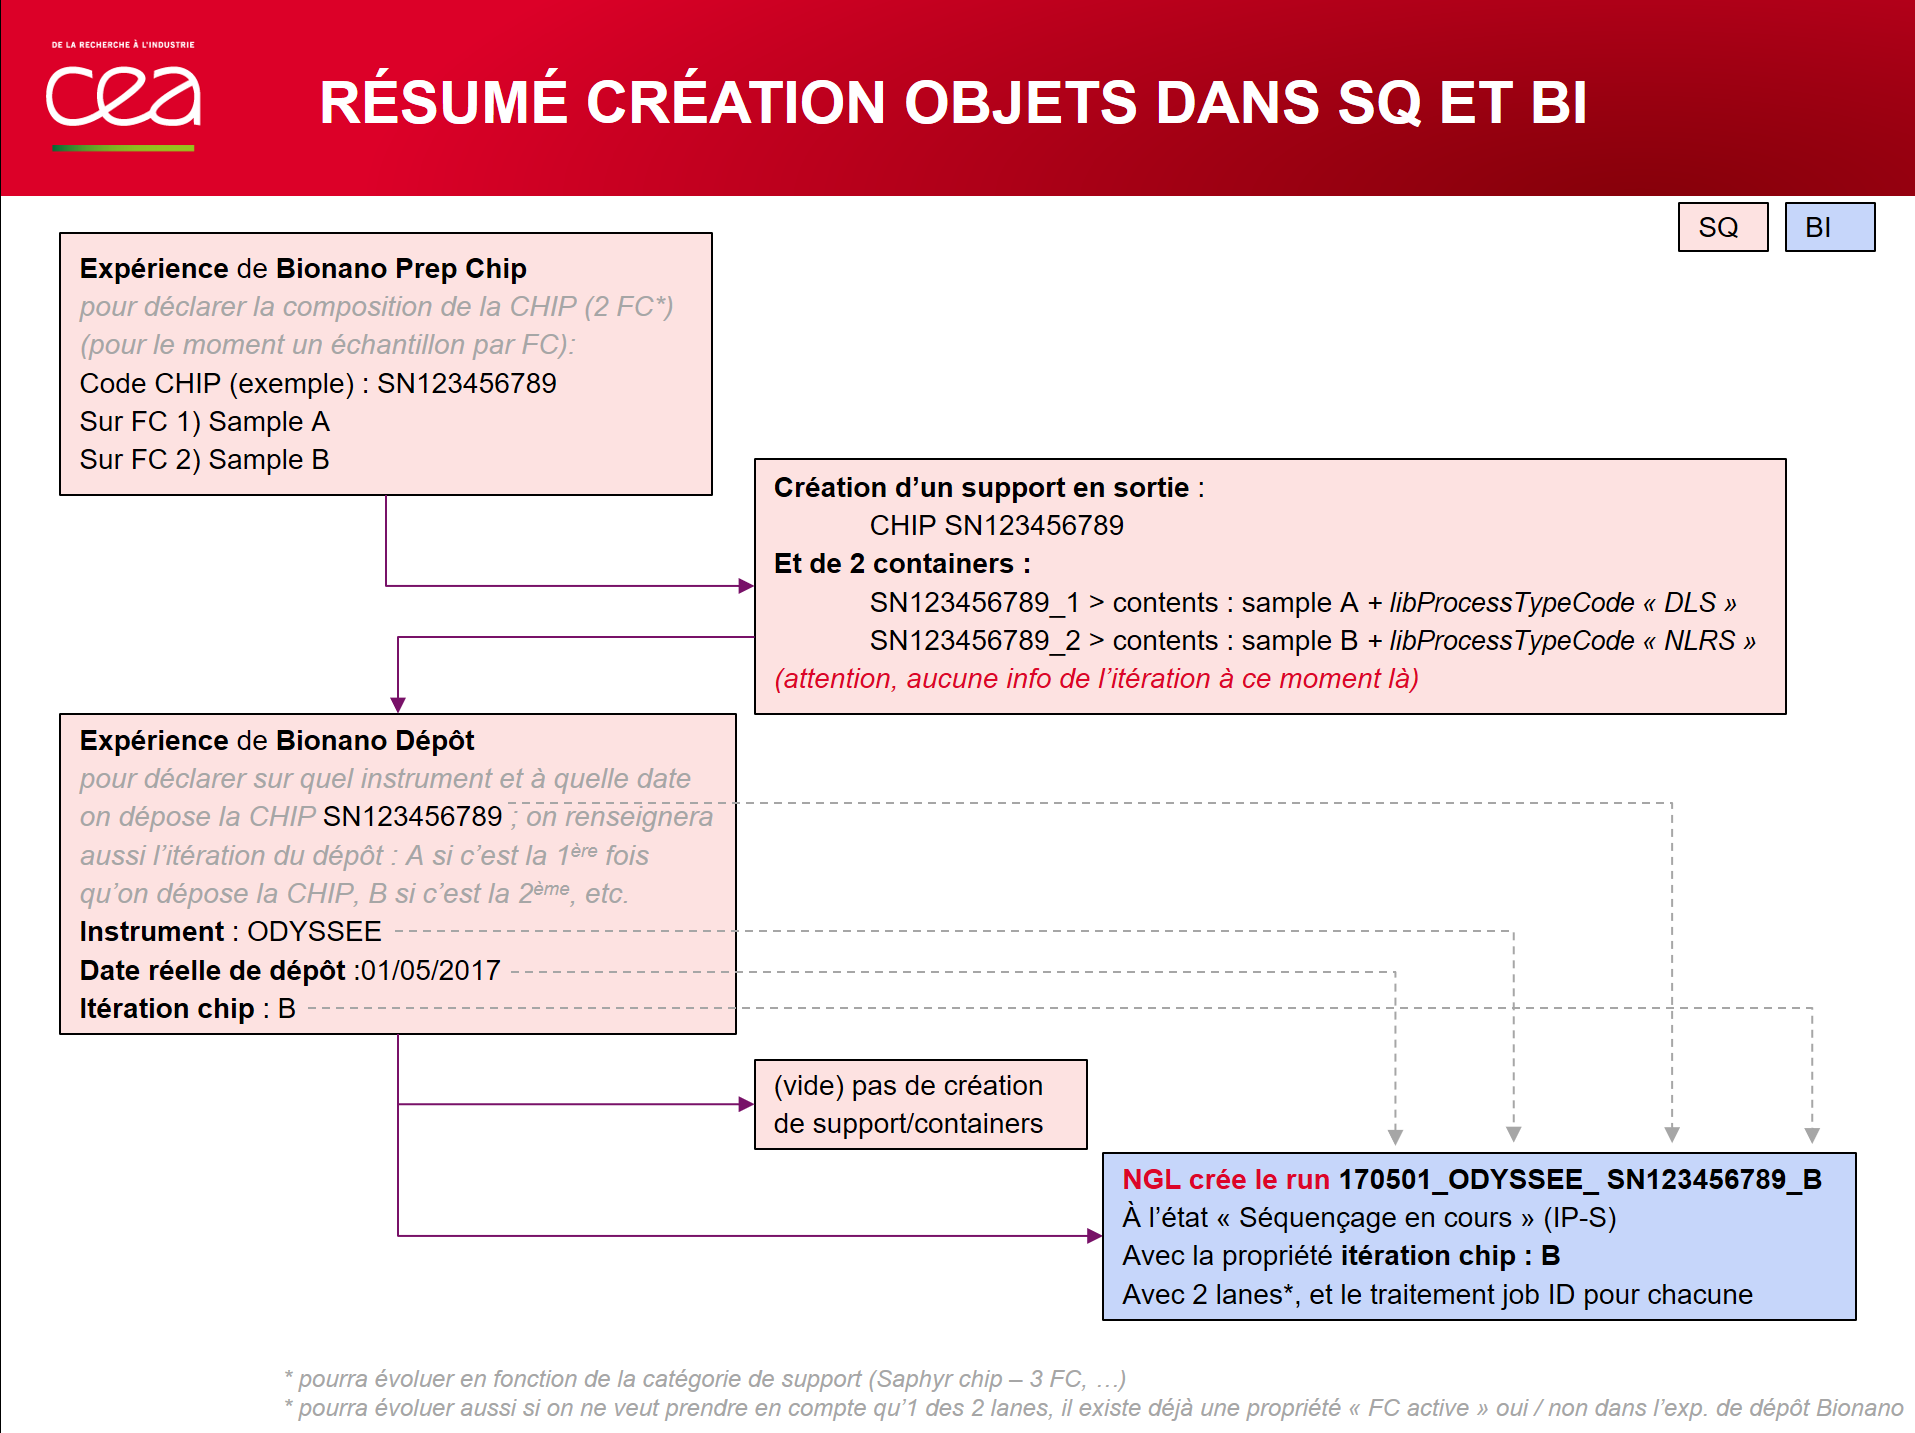 DE LA RECHERCHE À L'INDUSTRIE
cea
RÉSUMÉ CRÉATION OBJETS DANS SQ ET BI
SQ
BI
Expérience de Bionano Prep Chip
pour déclarer la composition de la CHIP (2 FC*)
(pour le moment un échantillon par FC):
Code CHIP (exemple) : SN123456789
Sur FC 1) Sample A
Sur FC 2) Sample B
Création d’un support en sortie :
CHIP SN123456789
Et de 2 containers :
SN123456789_1 > contents : sample A + libProcessTypeCode « DLS »
SN123456789_2 > contents : sample B + libProcessTypeCode « NLRS »
(attention, aucune info de l’itération à ce moment là)
Expérience de Bionano Dépôt
pour déclarer sur quel instrument et à quelle date
on dépose la CHIP SN123456789 ; on renseignera
aussi l’itération du dépôt : A si c’est la 1ère fois
qu’on dépose la CHIP, B si c’est la 2ème, etc.
Instrument : ODYSSEE
Date réelle de dépôt :01/05/2017
Itération chip : B
(vide) pas de création
de support/containers
NGL crée le run 170501_ODYSSEE_ SN123456789_B
À l’état « Séquençage en cours » (IP-S)
Avec la propriété itération chip : B
Avec 2 lanes*, et le traitement job ID pour chacune
* pourra évoluer en fonction de la catégorie de support (Saphyr chip – 3 FC, …)
* pourra évoluer aussi si on ne veut prendre en compte qu’1 des 2 lanes, il existe déjà une propriété « FC active » oui / non dans l’exp. de dépôt Bionano